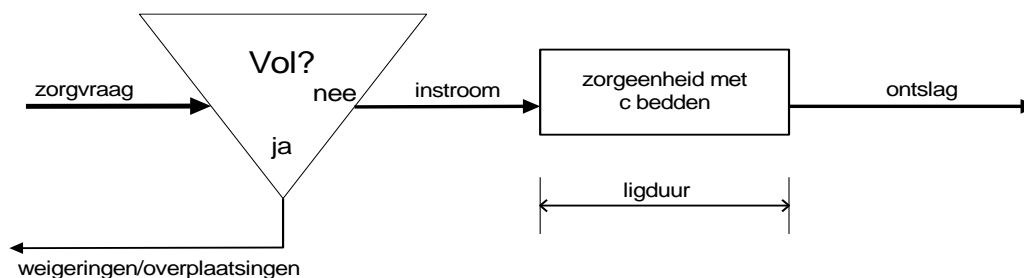 Vol?
zorgvraag
nee
instroom
zorgeenheid met
c bedden
ontslag
ja
ligduur
weigeringen/overplaatsingen